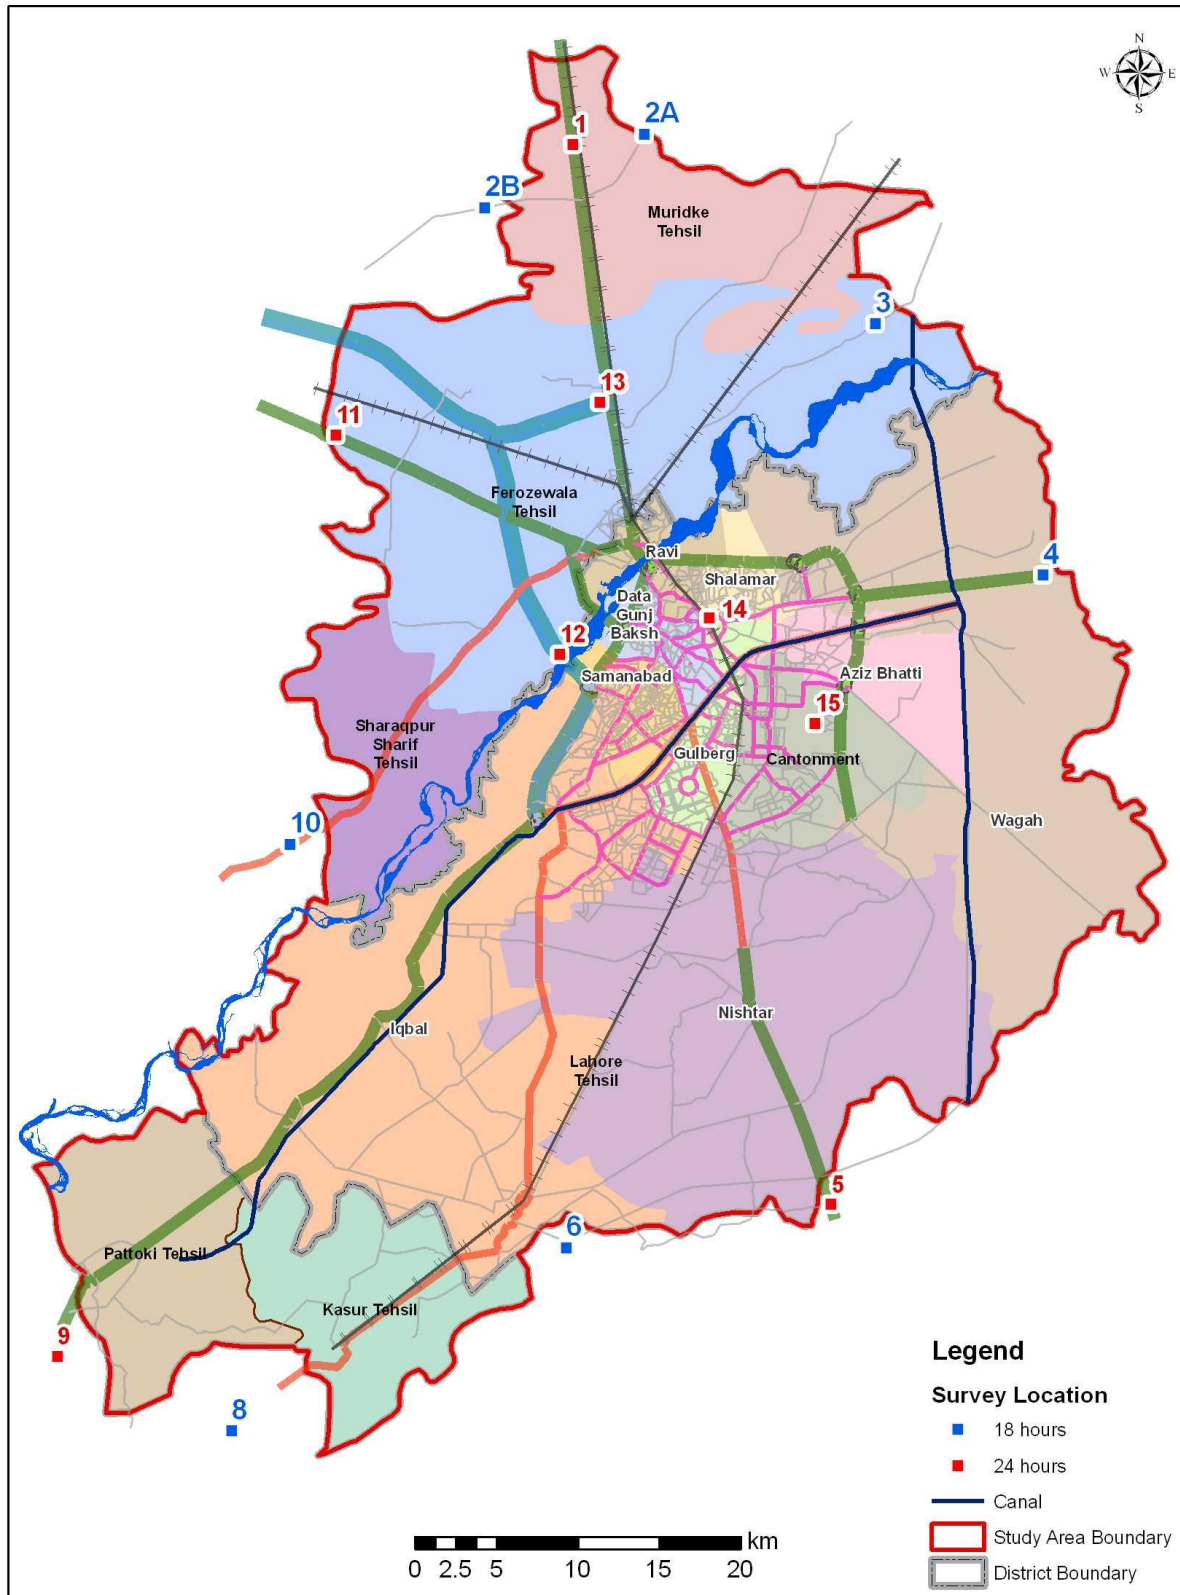 N
W E
S
2A
1
2B
Muridke
Tehsil
3
13
11
Ferozewala
Tehsil
Ravi
4
Shalamar
Data
Gunj
Baksh
14
12
Samanabad
Aziz Bhatti
15
Sharaqpur
Sharif
Tehsil
Gulberg
Cantonment
10
Wagah
Nishtar
Iqbal
Lahore
Tehsil
5
6
Pattoki Tehsil
Kasur Tehsil
9
8
Legend
Survey Location
18 hours
24 hours
Canal
Study Area Boundary
District Boundary
km
0 2.5 5 10 15 20